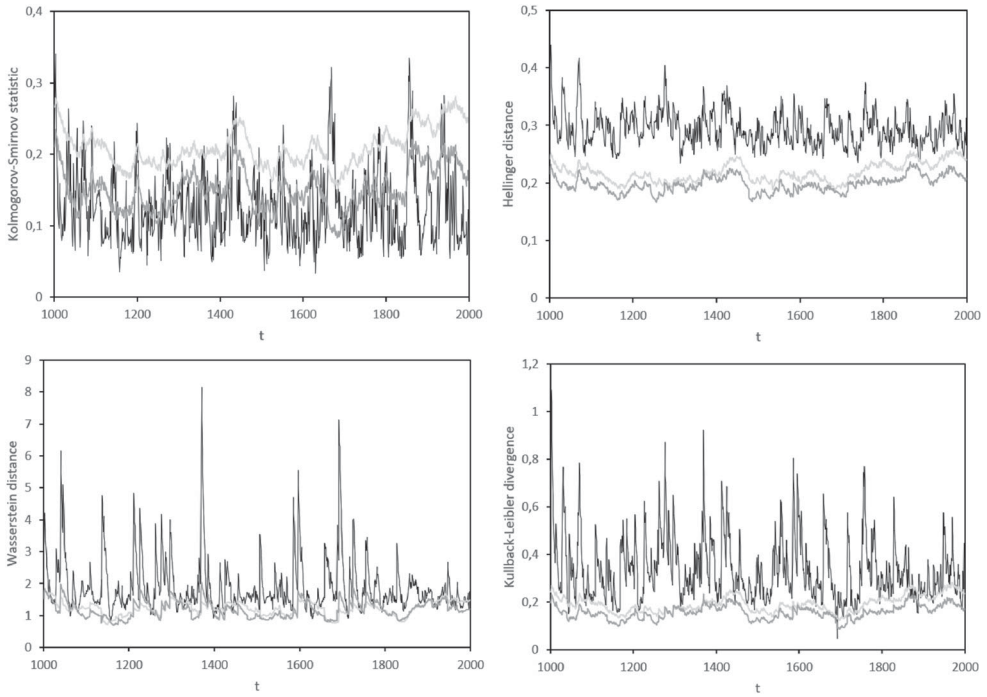 Kolmogorov-Smirnov statistic
0,4
0,3
0,2
0,1
0
1000 1200 1400 1600 1800 2000
t
Hellinger distance
0,5
0,4
0,3
0,2
0,1
0
1000 1200 1400 1600 1800 2000
t
Wasserstein distance
9
8
7
6
5
4
3
2
1
0
1000 1200 1400 1600 1800 2000
t
Kullback-Leibler divergence
1,2
1
0,8
0,6
0,4
0,2
0
1000 1200 1400 1600 1800 2000
t